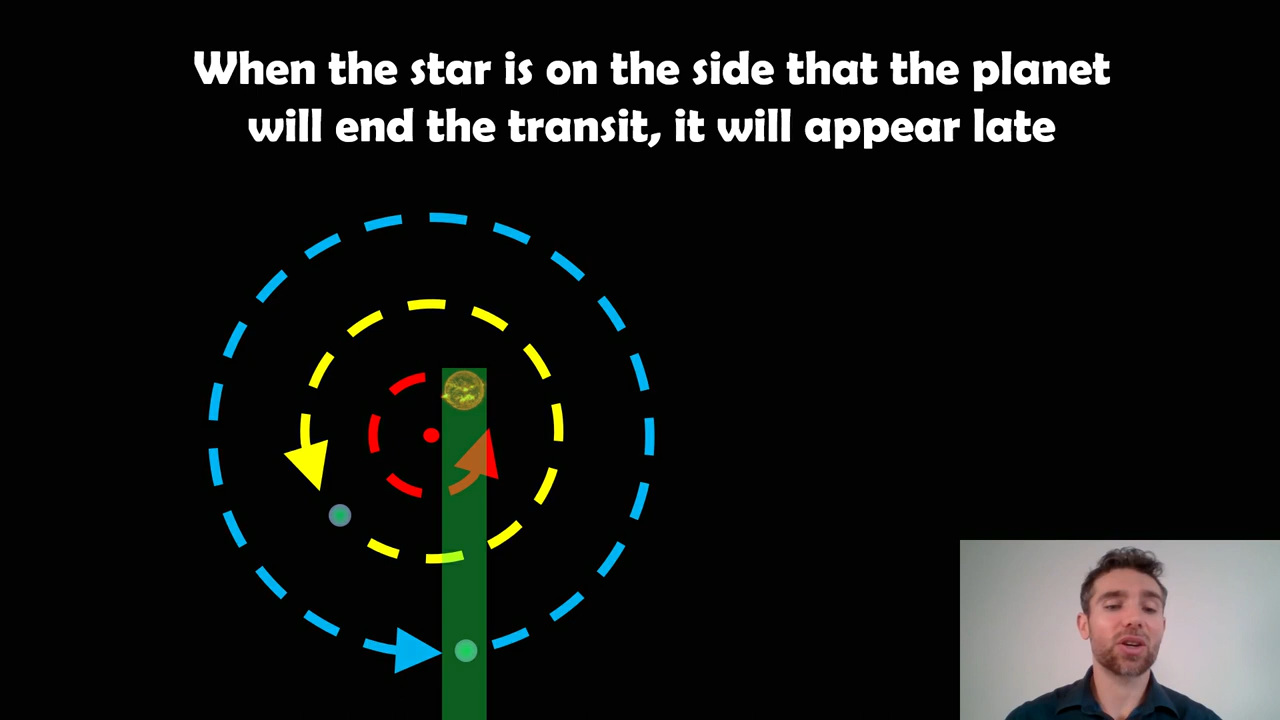 When the star is on the side that the planet
will end the transit, it will appear late